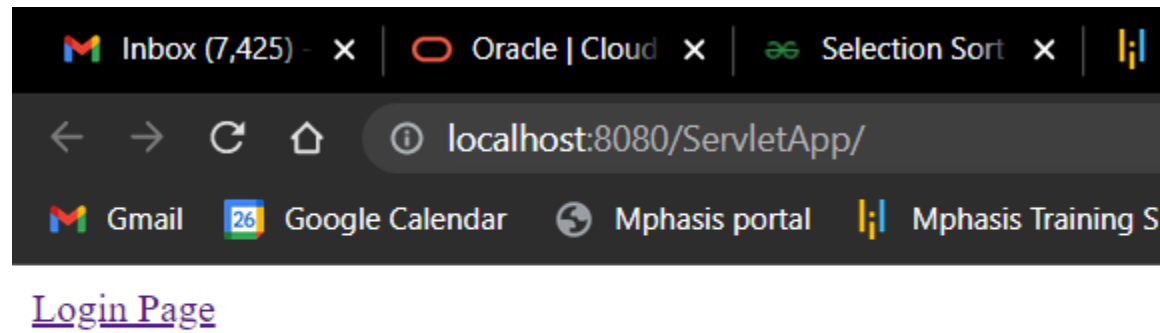 Inbox (7,425) - Oracle | Cloud Selection Sort
localhost:8080/ServletApp/
Gmail 26 Google Calendar Mphasis portal Mphasis Training S
Login Page